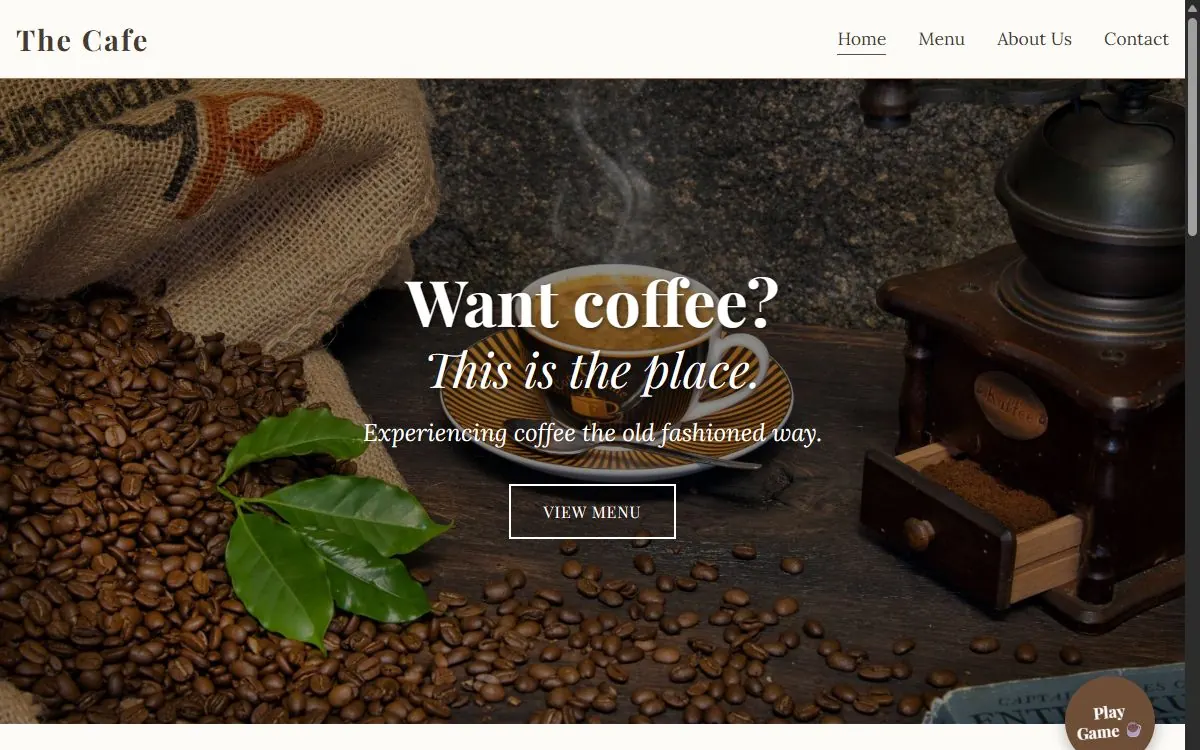 The Cafe
Home
Menu
About Us
Contact
Want coffee?
This is the place.
Experiencing coffee the old fashioned way.
VIEW MENU
Kaffee
Play
Game